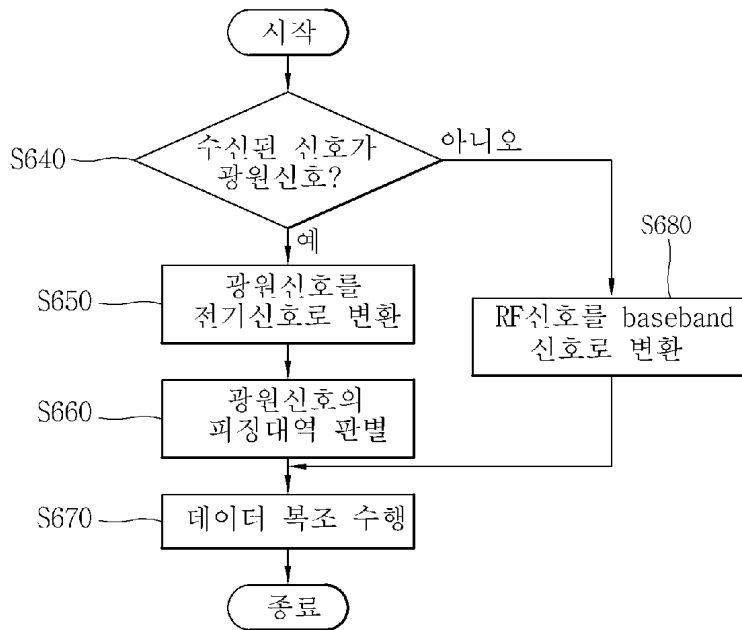 시작
S640
수신된 신호가
광원신호?
아니오
예
S680
S650
광원신호를
전기신호로 변환
RF신호를 baseband
신호로 변환
S660
광원신호의
피징대역 판별
S670
데이터 복조 수행
종료